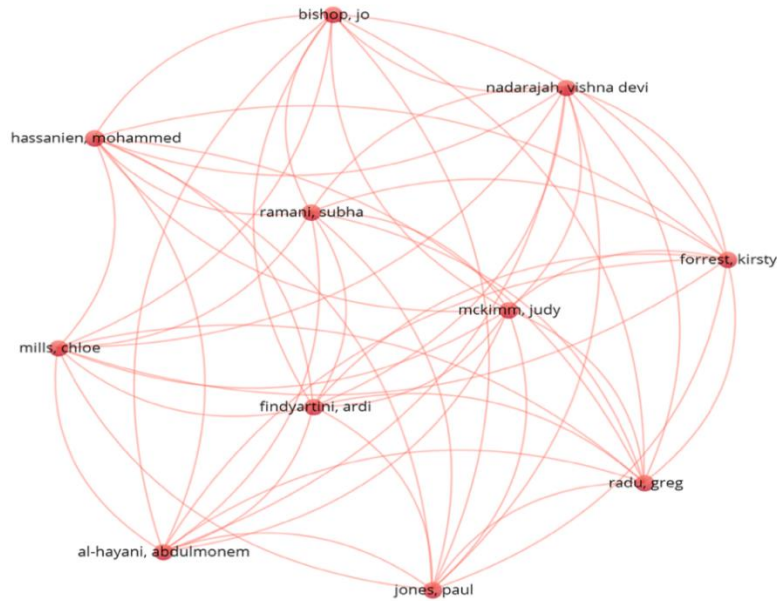 bishop, jo
nadarajah, vishna devi
hassanien, mohammed
ramani, subha
forrest, kirsty
mckimm, judy
mills, chloe
findyartini, ardi
radu, greg
al-hayani, abdulmonem
jones, paul